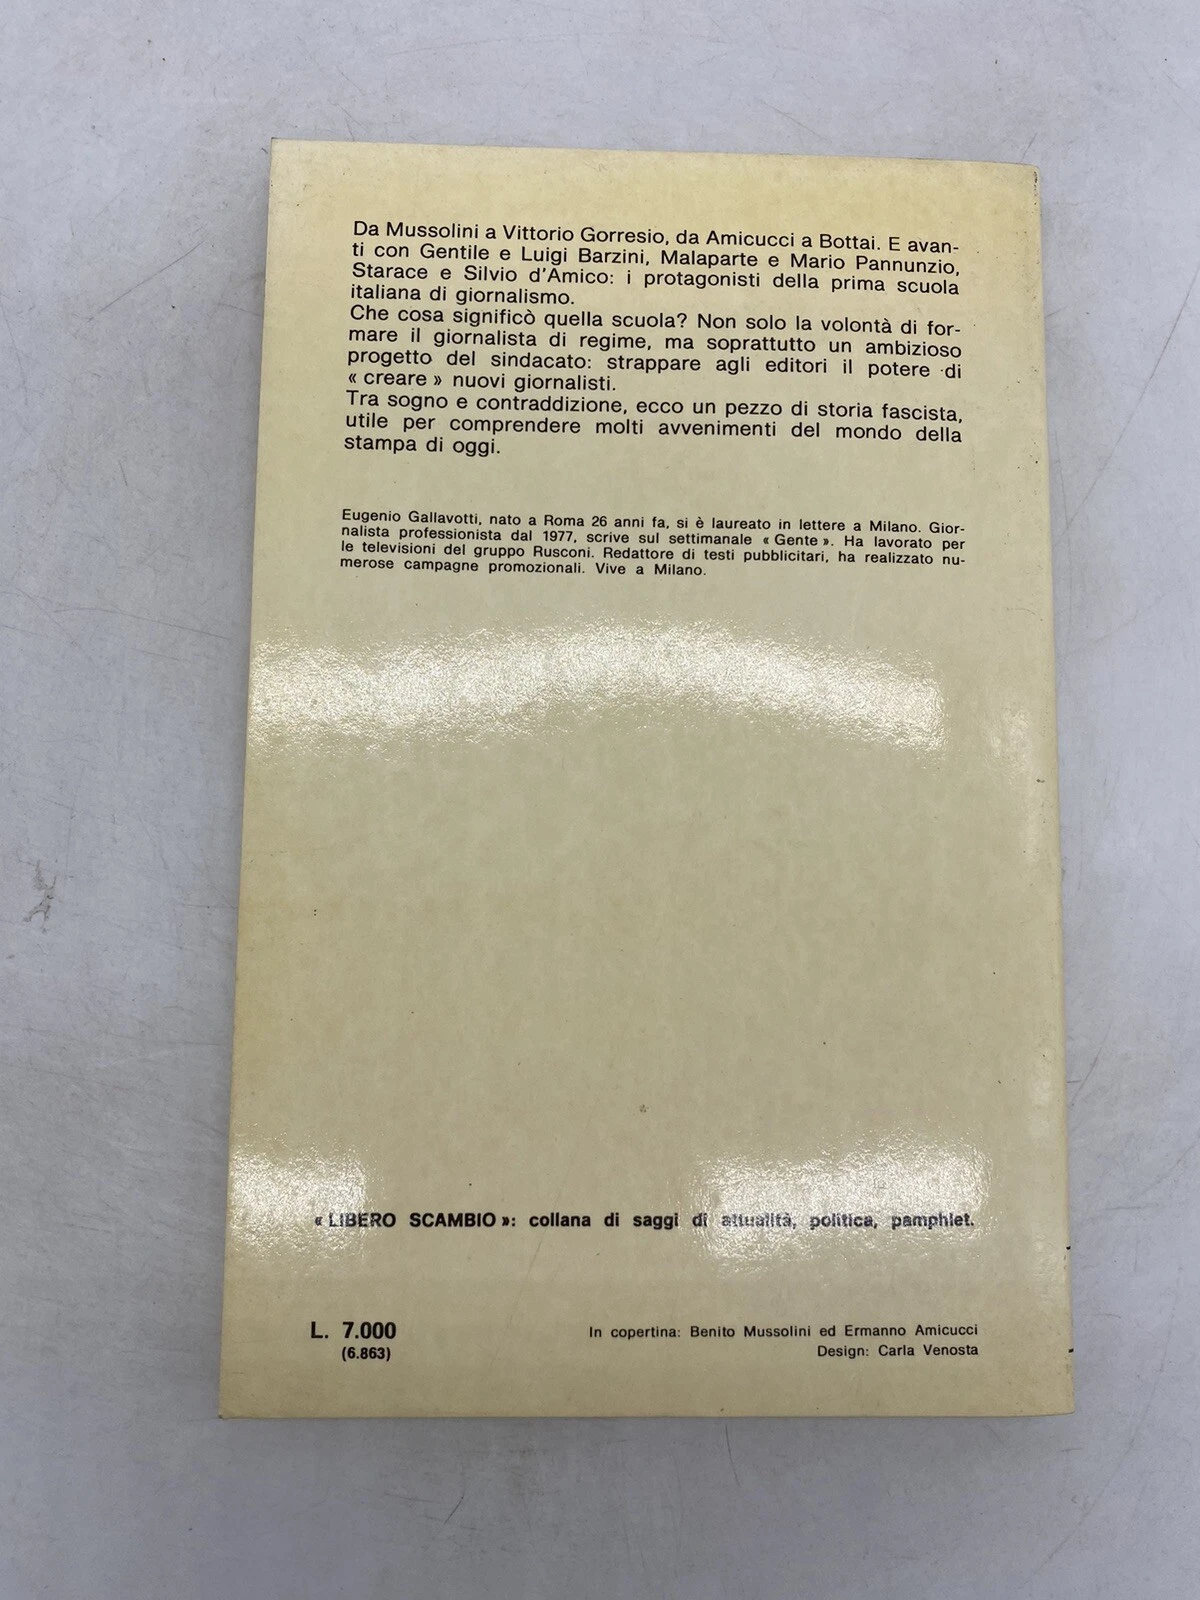 Da Mussolini a Vittorio Gorresio, da Amicucci a Bottai. E avan-
ti con Gentile e Luigi Barzini, Malaparte e Mario Pannunzio,
Starace e Silvio d'Amico: i protagonisti della prima scuola
italiana di giornalismo.
Che cosa significò quella scuola? Non solo la volontà di for-
mare il giornalista di regime, ma soprattutto un ambizioso
progetto del sindacato: strappare agli editori il potere di
« creare » nuovi giornalisti.
Tra sogno e contraddizione, ecco un pezzo di storia fascista,
utile per comprendere molti avvenimenti del mondo della
stampa di oggi.
Eugenio Gallavotti, nato a Roma 26 anni fa, si è laureato in lettere a Milano. Gior-
nalista professionista dal 1977, scrive sul settimanale « Gente ». Ha lavorato per
le televisioni del gruppo Rusconi. Redattore di testi pubblicitari, ha realizzato nu-
merose campagne promozionali. Vive a Milano.
« LIBERO SCAMBIO »: collana di saggi di attualità, politica, pamphlet.
L. 7.000
(6.863)
In copertina: Benito Mussolini ed Ermanno Amicucci
Design: Carla Venosta